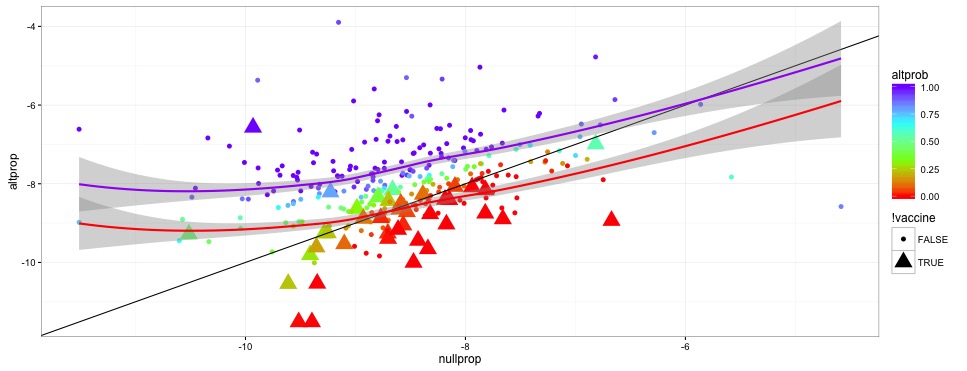 -4
-6
-8
-10
altprop
-10
-8
-6
nullprop
altprob
1.00
0.75
0.50
0.25
0.00
!vaccine
FALSE
TRUE